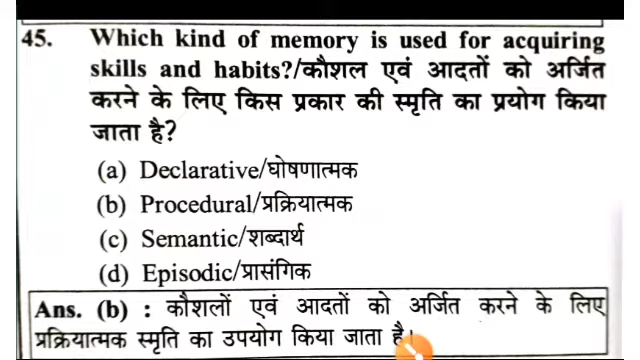 45. Which kind of memory is used for acquiring
skills and habits?/कौशल एवं आदतों को अर्जित
करने के लिए किस प्रकार की स्मृति का प्रयोग किया
जाता है?
(a) Declarative/घोषणात्मक
(b) Procedural/प्रक्रियात्मक
(c) Semantic/शब्दार्थ
(d) Episodic/प्रासंगिक
Ans. (b) : कौशलों एवं आदतों को अर्जित करने के लिए
प्रक्रियात्मक स्मृति का उपयोग किया जाता है।